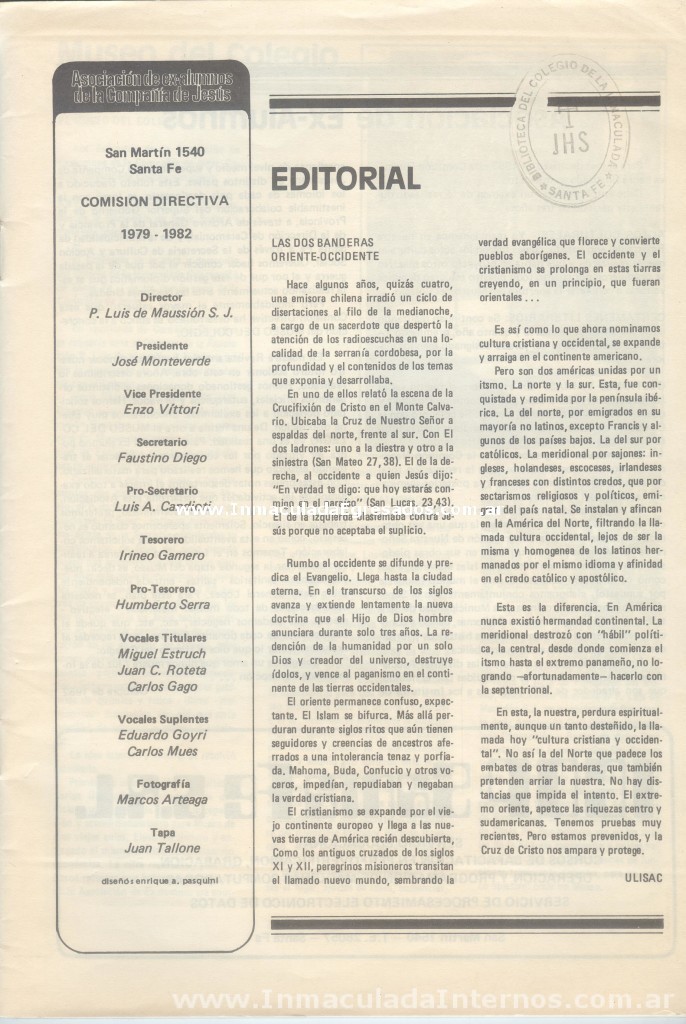 Asociación de ex-alumnos
de la Compañia de Jesús
San Martín 1540
Santa Fe
COMISION DIRECTIVA
1979 - 1982
Director
P. Luis de Maussión S. J.
Presidente
José Monteverde
Vice Presidente
Enzo Víttori
Secretario
Faustino Diego
Pro-Secretario
Luis A. Candioti
Tesorero
Irineo Gamero
Pro-Tesorero
Humberto Serra
Vocales Titulares
Miguel Estruch
Juan C. Roteta
Carlos Gago
Vocales Suplentes
Eduardo Goyri
Carlos Mues
Fotografía
Marcos Arteaga
Tapa
Juan Tallone
diseño: enrique a. pasquini
BIBLIOTECA DEL COLEGIO DE LA INMACULADA
JHS
SANTA FE
EDITORIAL
LAS DOS BANDERAS
ORIENTE-OCCIDENTE
Hace algunos años, quizás cuatro,
una emisora chilena irradió un ciclo de
disertaciones al filo de la medianoche,
a cargo de un sacerdote que despertó la
atención de los radioescuchas en una lo-
calidad de la serranía cordobesa, por la
profundidad y el contenidos de los temas
que exponia y desarrollaba.
En uno de ellos relató la escena de la
Crucifixión de Cristo en el Monte Calva-
rio. Ubicaba la Cruz de Nuestro Señor a
espaldas del norte, frente al sur. Con El
dos ladrones: uno a la diestra y otro a la
siniestra (San Mateo 27, 38). El de la de-
recha, al occidente a quien Jesús dijo:
"En verdad te digo: que hoy estarás con-
migo en el paraíso" (San Lucas, 23,43).
El de la izquierda blasfemaba contra Je-
sús porque no aceptaba el suplicio.
Rumbo al occidente se difunde y pre-
dica el Evangelio. Llega hasta la ciudad
eterna. En el transcurso de los siglos
avanza y extiende lentamente la nueva
doctrina que el Hijo de Dios hombre
anunciara durante solo tres años. La re-
dención de la humanidad por un solo
Dios y creador del universo, destruye
ídolos, y vence al paganismo en el conti-
nente de las tierras occidentales.
El oriente permanece confuso, expec-
tante. El Islam se bifurca. Más allá per-
duran durante siglos ritos que aún tienen
seguidores y creencias de ancestros afe-
rrados a una intolerancia tenaz y porfia-
da. Mahoma, Buda, Confucio y otros vo-
ceros, impedían, repudiaban y negaban
la verdad cristiana.
El cristianismo se expande por el vie-
jo continente europeo y llega a las nue-
vas tierras de América recién descubierta,
Como los antiguos cruzados de los siglos
XI y XII, peregrinos misioneros transitan
el llamado nuevo mundo, sembrando la
verdad evangélica que florece y convierte
pueblos aborígenes. El occidente y el
cristianismo se prolonga en estas tiarras
creyendo, en un principio, que fueran
orientales . . .
Es así como lo que ahora nominamos
cultura cristiana y occidental, se expande
y arraiga en el continente americano.
Pero son dos américas unidas por un
itsmo. La norte y la sur. Esta, fue con-
quistada y redimida por la península ibé-
rica. La del norte, por emigrados en su
mayoría no latinos, excepto Francis y al-
gunos de los países bajos. La del sur por
católicos. La meridional por sajones: in-
gleses, holandeses, escoceses, irlandeses
y franceses con distintos credos, que por
sectarismos religiosos y políticos, emi-
gran del país natal. Se instalan y afincan
en la América del Norte, filtrando la lla-
mada cultura occidental, lejos de ser la
misma y homogenea de los latinos her-
manados por el mismo idioma y afinidad
en el credo católico y apostólico.
Esta es la diferencia. En América
nunca existió hermandad continental. La
meridional destrozó con "hábil" políti-
ca, la central, desde donde comienza el
itsmo hasta el extremo panameño, no lo-
grando –afortunadamente– hacerlo con
la septentrional.
En esta, la nuestra, perdura espiritual-
mente, aunque un tanto desteñido, la lla-
mada hoy "cultura cristiana y occiden-
tal". No así la del Norte que padece los
embates de otras banderas, que también
pretenden arriar la nuestra. No hay dis-
tancias que impida el intento. El extre-
mo oriente, apetece las riquezas centro y
sudamericanas. Tenemos pruebas muy
recientes. Pero estamos prevenidos, y la
Cruz de Cristo nos ampara y protege.
ULISAC
www.InmaculadaEgresados.com.ar
www.InmaculadaInternos.com.ar